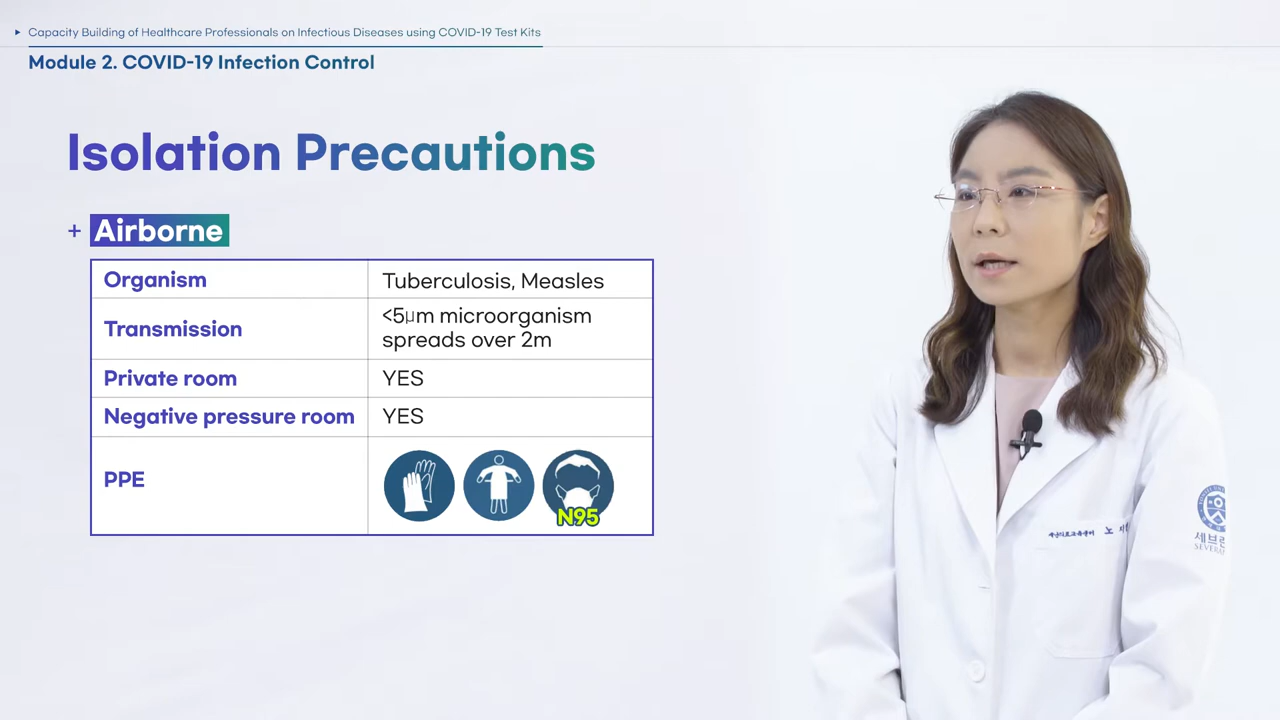 Capacity Building of Healthcare Professionals on Infectious Diseases using COVID-19 Test Kits
Module 2. COVID-19 Infection Control
Isolation Precautions
+ Airborne
Organism
Tuberculosis, Measles
Transmission
<5μm microorganism
spreads over 2m
Private room
YES
Negative pressure room
YES
PPE
N95
노
세브란
SEVERA